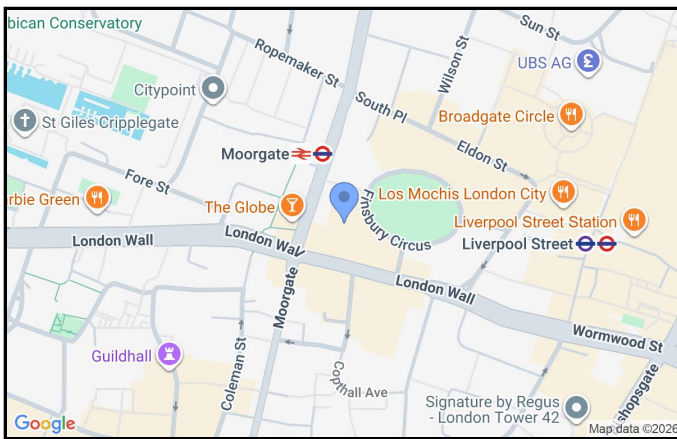 bican Conservatory
Ropemaker St
Sun St
Wilson St
UBS AG
£
Citypoint
South Pl
Broadgate Circle
St Giles Cripplegate
Eldon St
Moorgate
Fore St
Los Mochis London City
rbie Green
The Globe
Finsbury Circus
Liverpool Street Station
London Wall
London Wall
Liverpool Street
London Wall
Moorgate
Wormwood St
Guildhall
Coleman St
Copthall Ave
shopsgate
Signature by Regus
- London Tower 42
Google
Map data ©2026